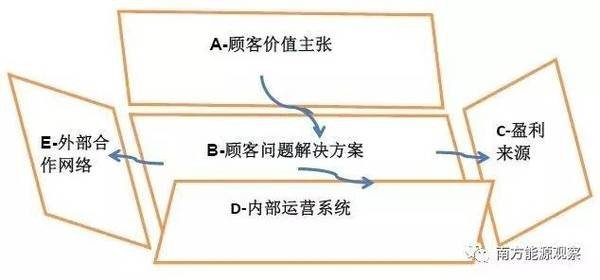 A-顾客价值主张
E-外部合
作网络
B-顾客问题解决方案
C-盈利
来源
D-内部运营系统
南方能源观察